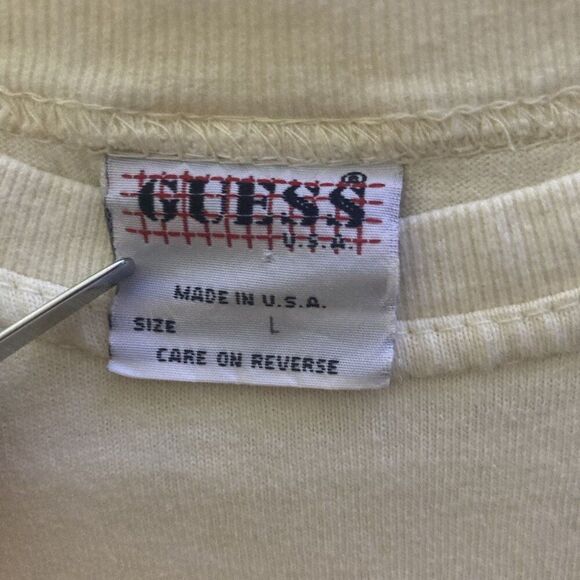 GUESS®
U.S.A.
MADE IN U.S.A.
SIZE L
CARE ON REVERSE